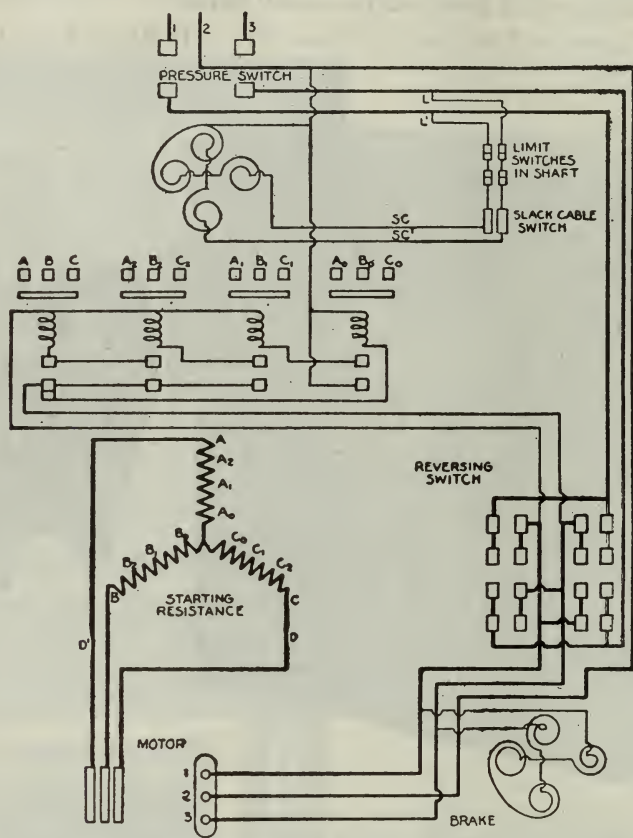 1 2 3
PRESSURE SWITCH
L
L'
LIMIT
SWITCHES
IN SHAFT
SC
SC'
SLACK CABLE
SWITCH
A B C A₂ B₂ C₂ A₁ B₁ C₁ A₀ B₀ C₀
A
A₂
A₁
A₀
REVERSING
SWITCH
B₀ C₀
B₁ C₁
B₂ C₂
B C
STARTING
RESISTANCE
D' D
MOTOR
1
2
3
BRAKE